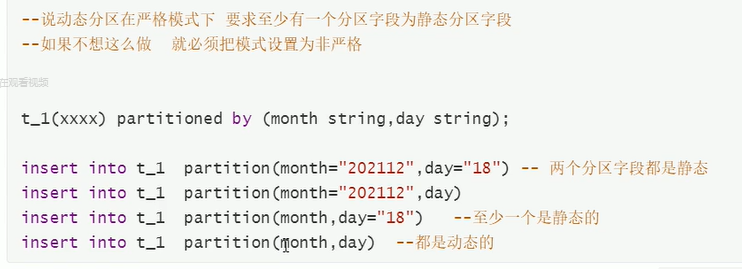 --说动态分区在严格模式下 要求至少有一个分区字段为静态分区字段
--如果不想这么做 就必须把模式设置为非严格
在观看视频
t_1(xxxx) partitioned by (month string,day string);
insert into t_1 partition(month="202112",day="18") -- 两个分区字段都是静态
insert into t_1 partition(month="202112",day)
insert into t_1 partition(month,day="18") --至少一个是静态的
insert into t_1 partition(month,day) --都是动态的